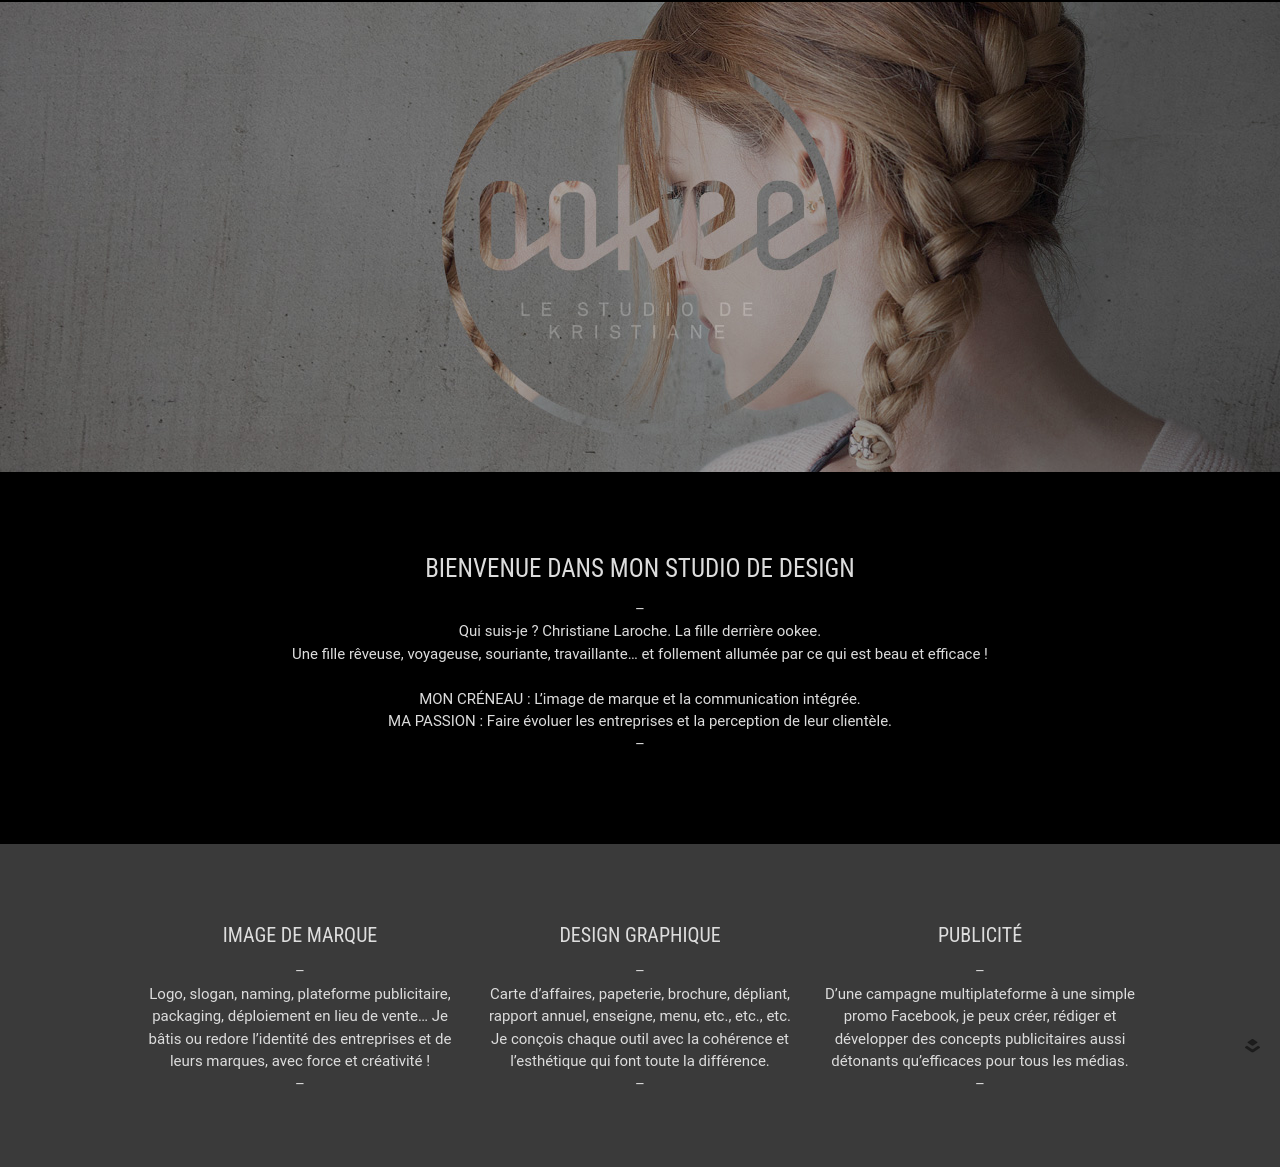 ookee
LE STUDIO DE
KRISTIANE
BIENVENUE DANS MON STUDIO DE DESIGN
–
Qui suis-je ? Christiane Laroche. La fille derrière ookee.
Une fille rêveuse, voyageuse, souriante, travaillante… et follement allumée par ce qui est beau et efficace !
MON CRÉNEAU : L’image de marque et la communication intégrée.
MA PASSION : Faire évoluer les entreprises et la perception de leur clientèle.
–
IMAGE DE MARQUE
–
Logo, slogan, naming, plateforme publicitaire,
packaging, déploiement en lieu de vente… Je
bâtis ou redore l’identité des entreprises et de
leurs marques, avec force et créativité !
–
DESIGN GRAPHIQUE
–
Carte d’affaires, papeterie, brochure, dépliant,
rapport annuel, enseigne, menu, etc., etc., etc.
Je conçois chaque outil avec la cohérence et
l’esthétique qui font toute la différence.
–
PUBLICITÉ
–
D’une campagne multiplateforme à une simple
promo Facebook, je peux créer, rédiger et
développer des concepts publicitaires aussi
détonants qu’efficaces pour tous les médias.
–